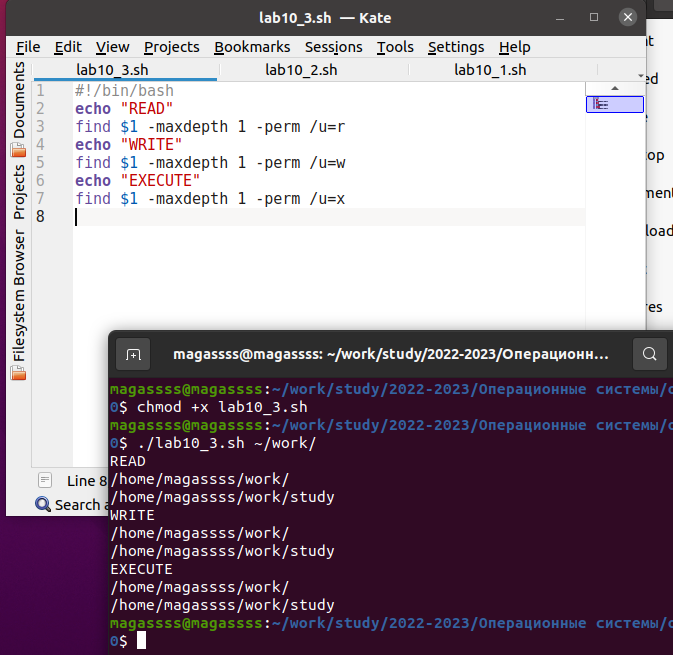 lab10_3.sh — Kate
File Edit View Projects Bookmarks Sessions Tools Settings Help
lab10_3.sh lab10_2.sh lab10_1.sh
Documents
Projects
Filesystem Browser
1 #!/bin/bash
2 echo "READ"
3 find $1 -maxdepth 1 -perm /u=r
4 echo "WRITE"
5 find $1 -maxdepth 1 -perm /u=w
6 echo "EXECUTE"
7 find $1 -maxdepth 1 -perm /u=x
8
Line 8
Search
magassss@magassss: ~/work/study/2022-2023/Операционн...
magassss@magassss:~/work/study/2022-2023/Операционные системы/
0$ chmod +x lab10_3.sh
magassss@magassss:~/work/study/2022-2023/Операционные системы/
0$ ./lab10_3.sh ~/work/
READ
/home/magassss/work/
/home/magassss/work/study
WRITE
/home/magassss/work/
/home/magassss/work/study
EXECUTE
/home/magassss/work/
/home/magassss/work/study
magassss@magassss:~/work/study/2022-2023/Операционные системы/
0$